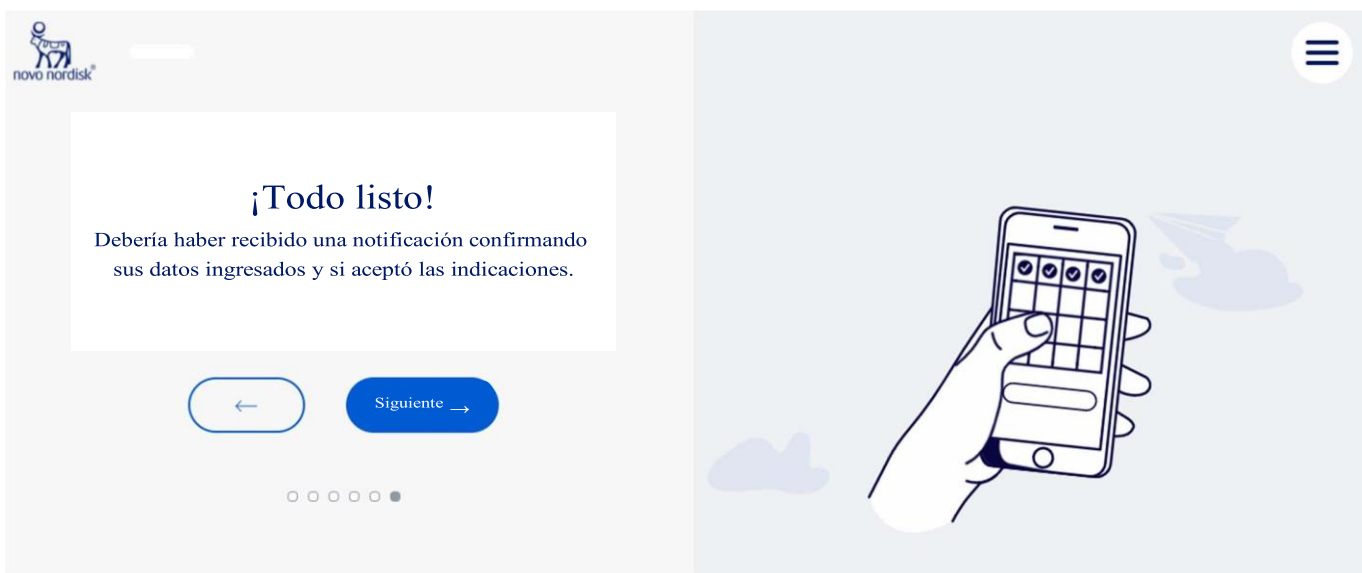 novo nordisk®
¡Todo listo!
Debería haber recibido una notificación confirmando
sus datos ingresados y si aceptó las indicaciones.
← Siguiente →